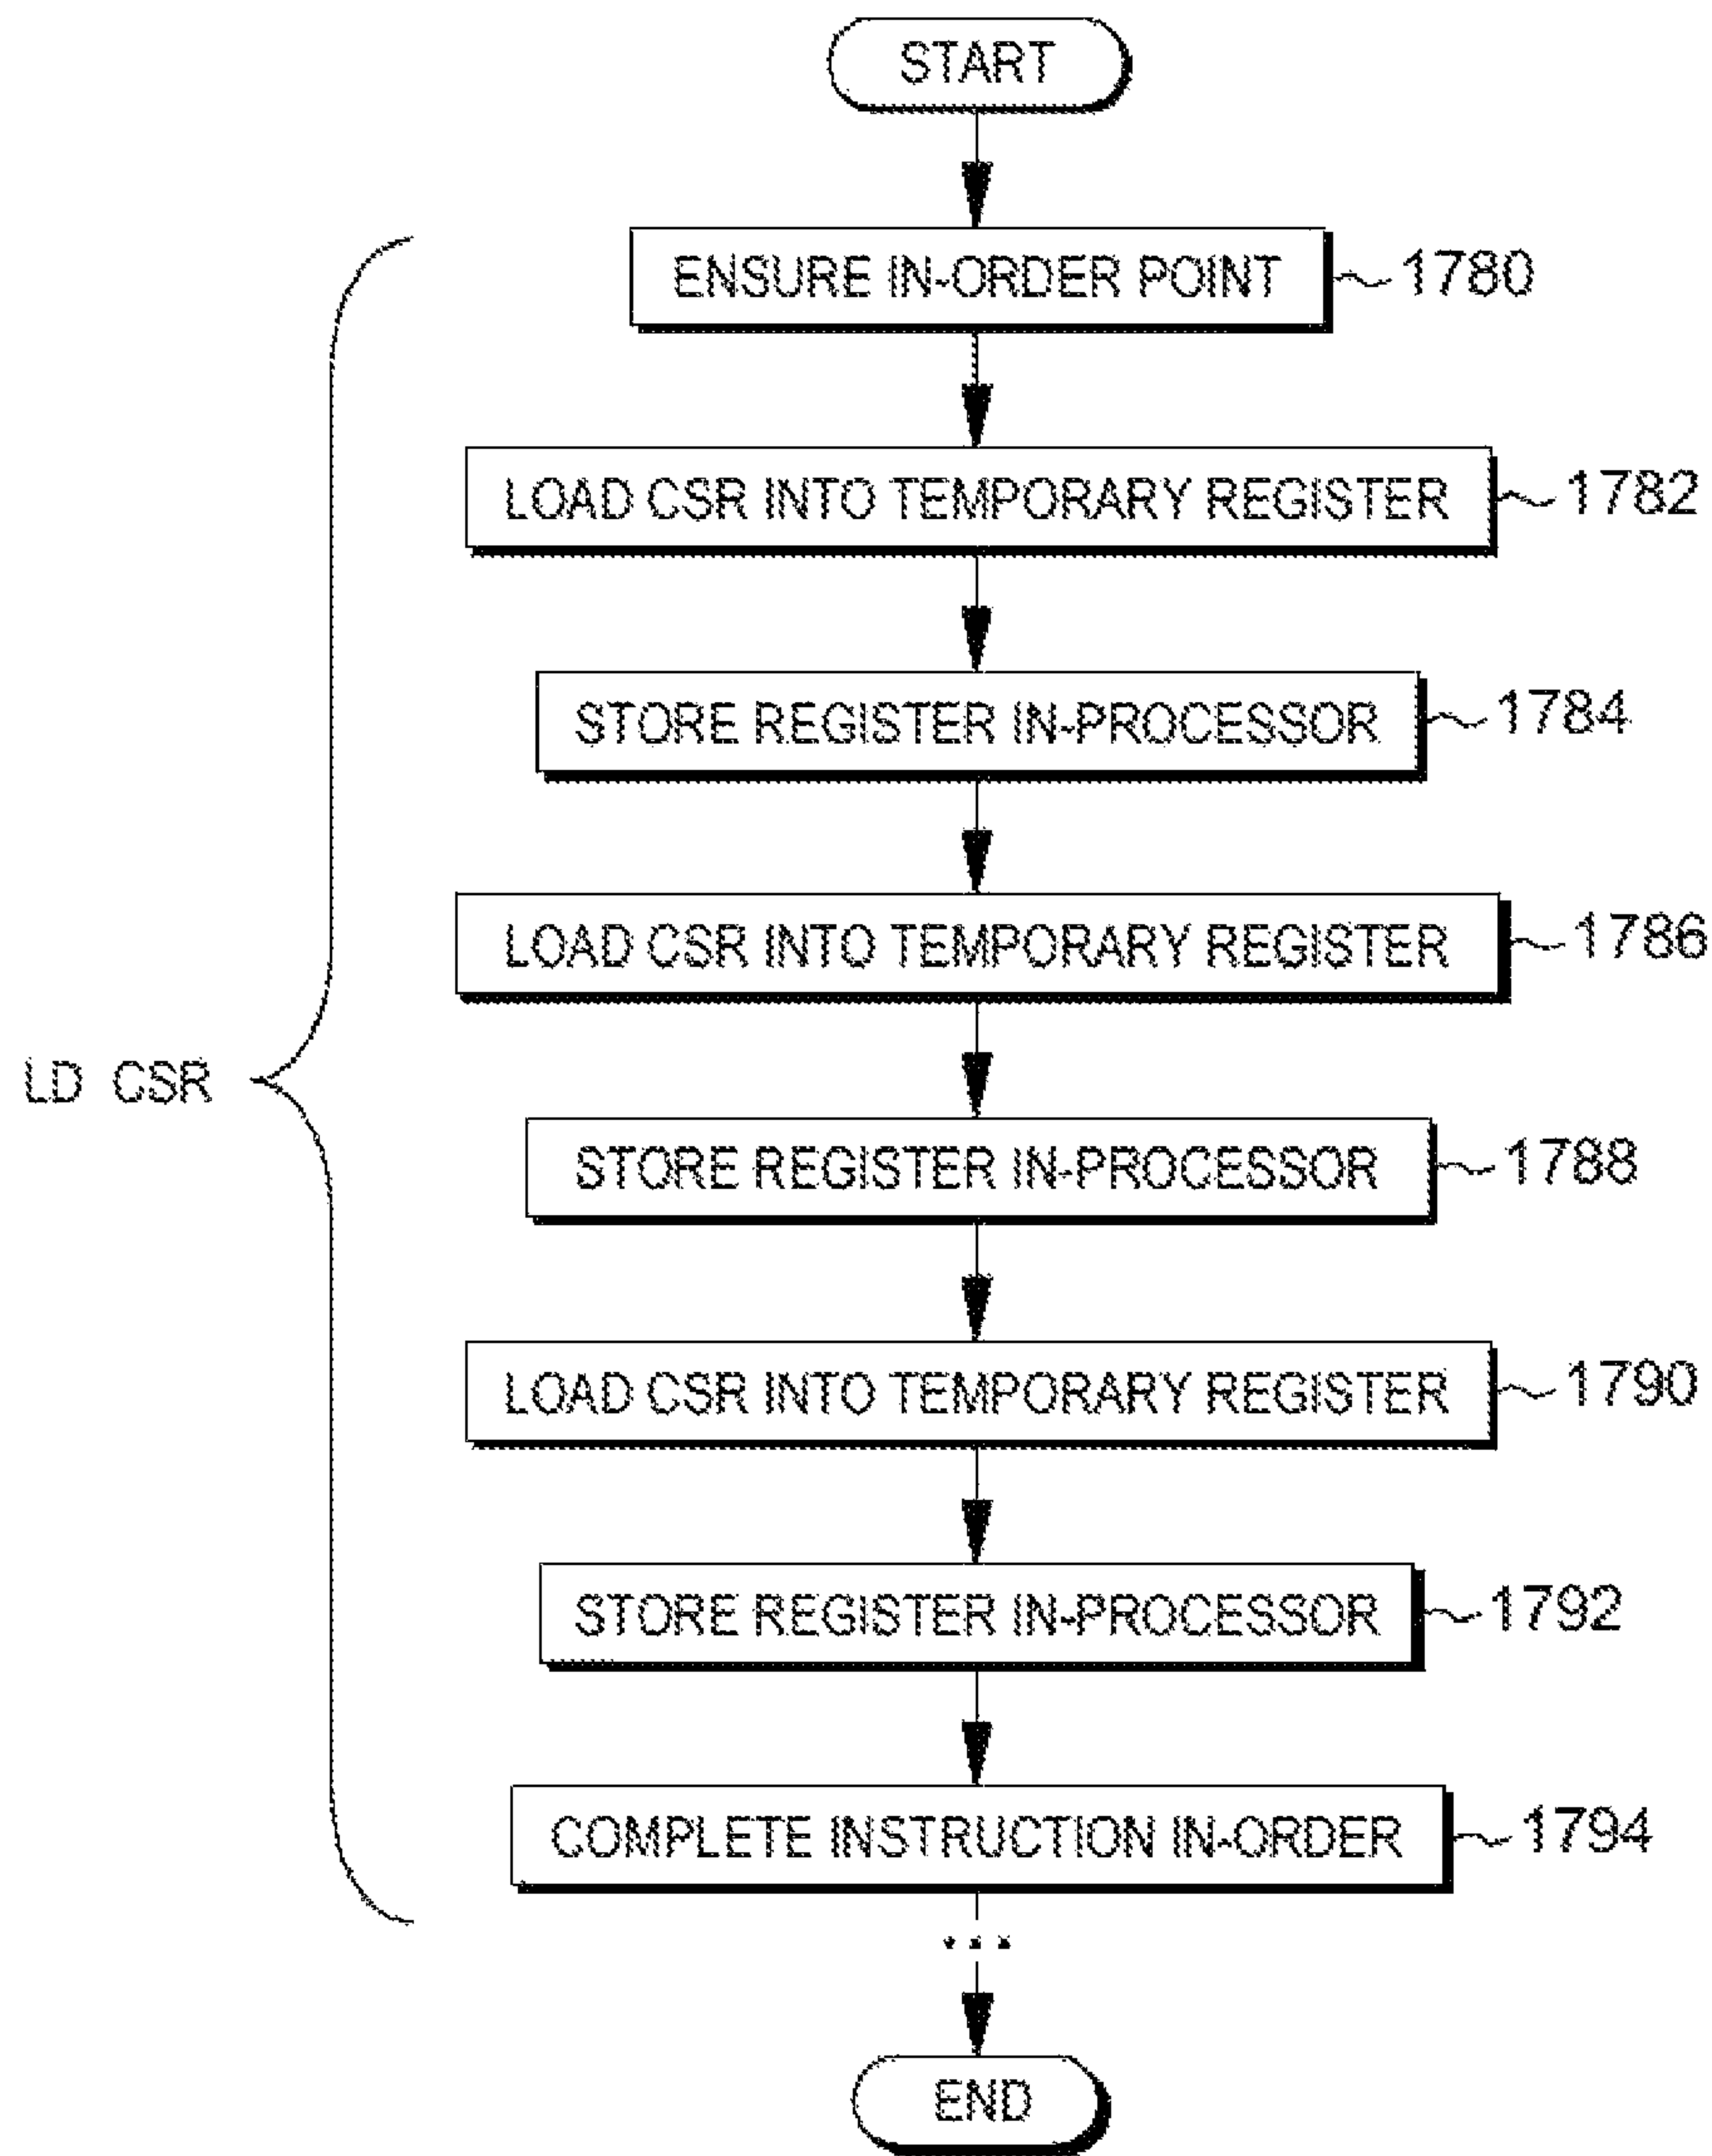 START
ENSURE IN-ORDER POINT 1780
LOAD CSR INTO TEMPORARY REGISTER 1782
STORE REGISTER IN-PROCESSOR 1784
LOAD CSR INTO TEMPORARY REGISTER 1786
LD CSR
STORE REGISTER IN-PROCESSOR 1788
LOAD CSR INTO TEMPORARY REGISTER 1790
STORE REGISTER IN-PROCESSOR 1792
COMPLETE INSTRUCTION IN-ORDER 1794
...
END